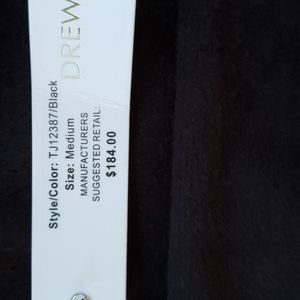 DREW
Style/Color: TJ12387/Black
Size: Medium
MANUFACTURERS
SUGGESTED RETAIL:
$184.00